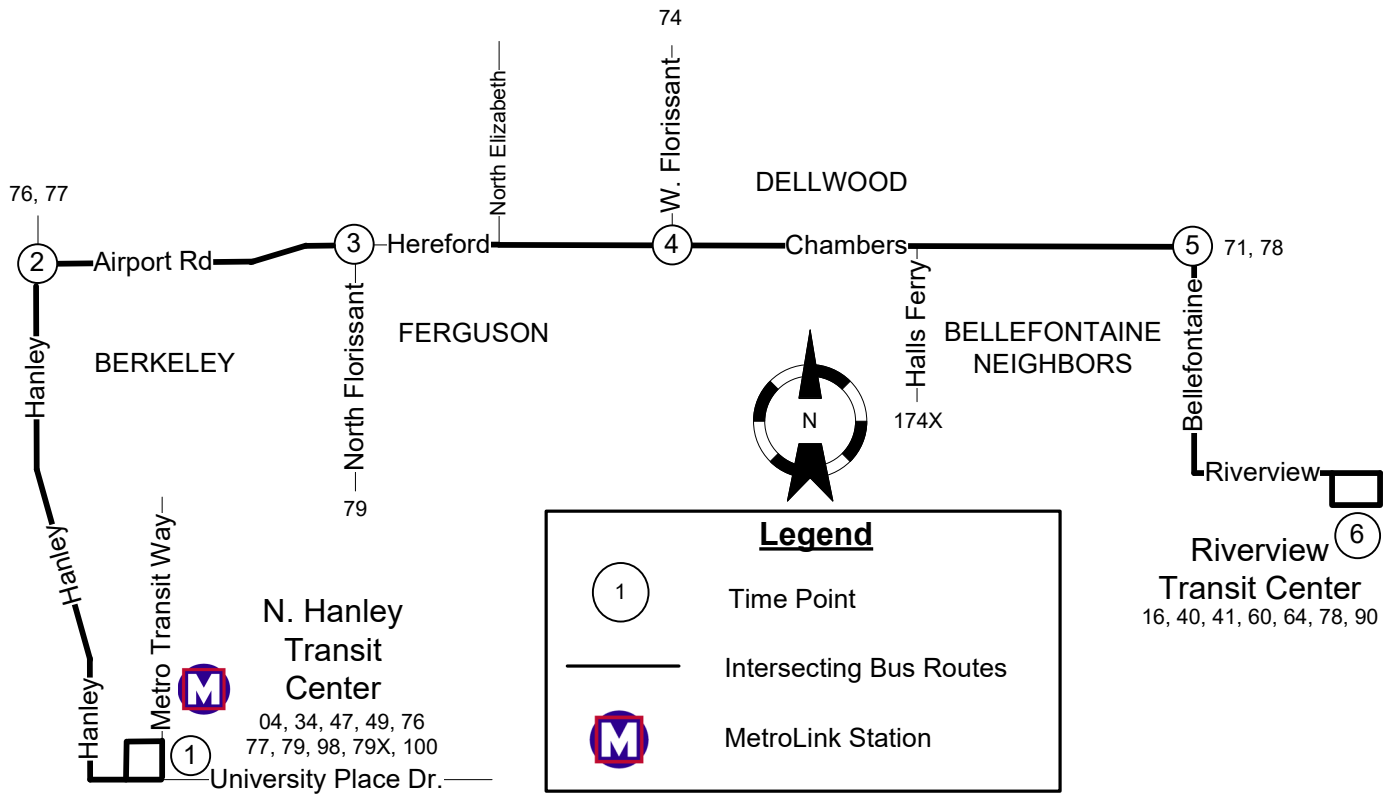 74
North Elizabeth
W. Florissant
DELLWOOD
76, 77
2
Airport Rd
3
Hereford
4
Chambers
5
71, 78
Hanley
BERKELEY
North Florissant
FERGUSON
79
Halls Ferry
174X
BELLEFONTAINE
NEIGHBORS
Bellefontaine
N
Riverview
6
Riverview
Transit Center
16, 40, 41, 60, 64, 78, 90
Hanley
Metro Transit Way
N. Hanley
Transit
Center
04, 34, 47, 49, 76
77, 79, 98, 79X, 100
M
Hanley
1
University Place Dr.
Legend
1
Time Point
Intersecting Bus Routes
M
MetroLink Station